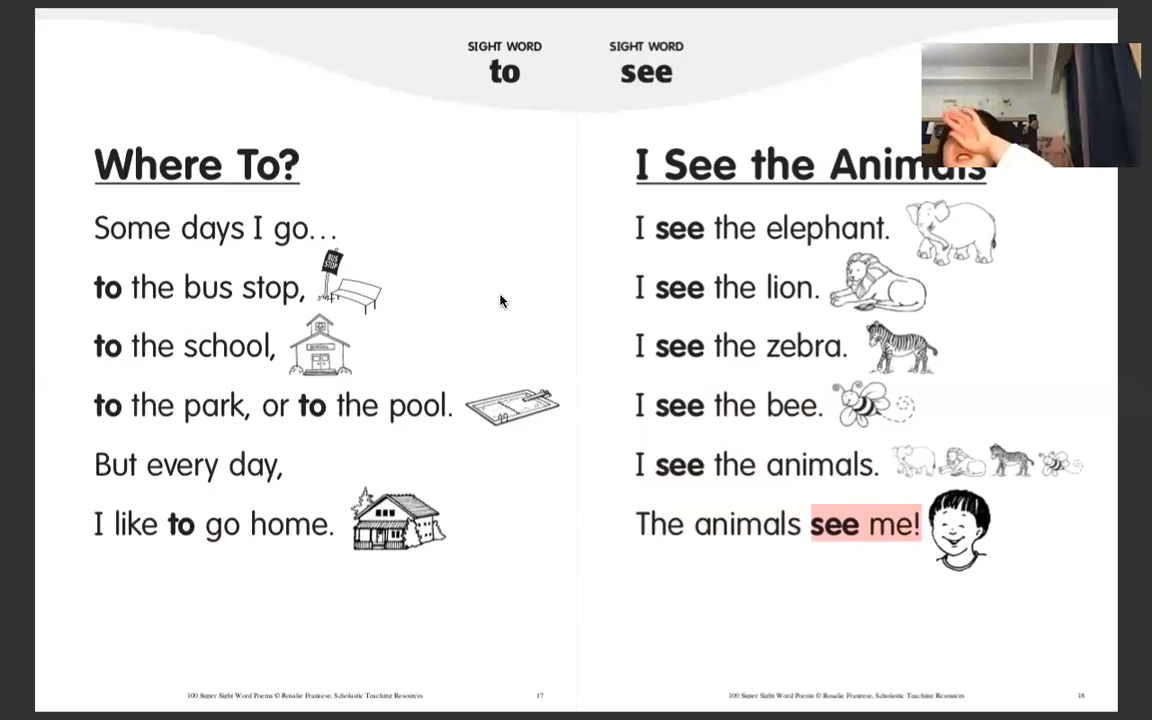 SIGHT WORD
to
Where To?
Some days I go…
to the bus stop,
BUS STOP
to the school,
SCHOOL
to the park, or to the pool.
But every day,
I like to go home.
100 Super Sight Word Poems © Rosalie Franzese, Scholastic Teaching Resources
17
SIGHT WORD
see
I See the Animals
I see the elephant.
I see the lion.
I see the zebra.
I see the bee.
I see the animals.
The animals see me!
100 Super Sight Word Poems © Rosalie Franzese, Scholastic Teaching Resources
18